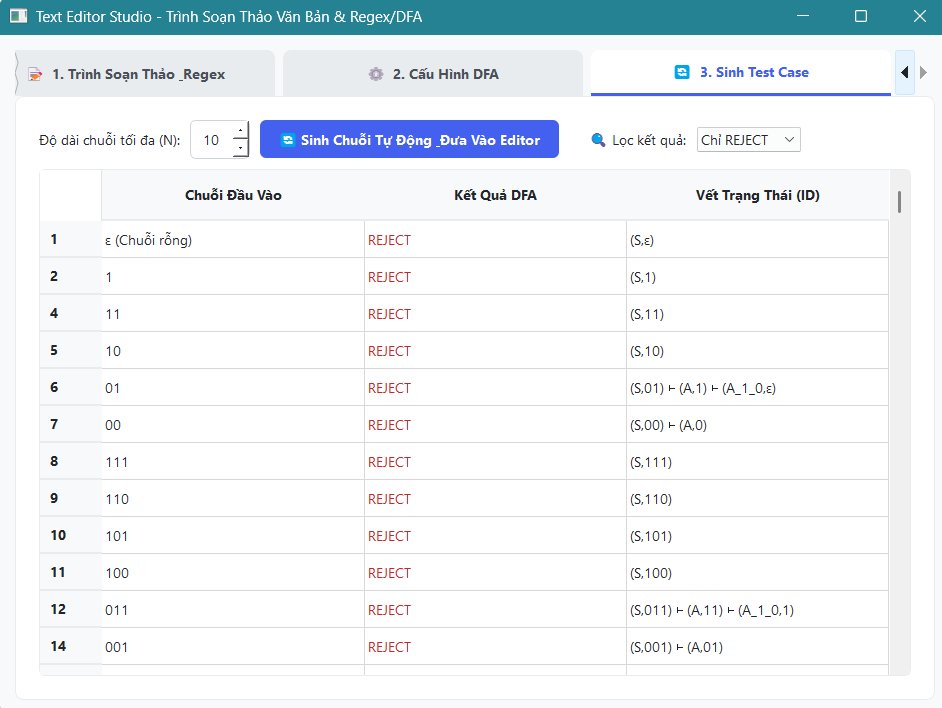 Text Editor Studio - Trình Soạn Thảo Văn Bản & Regex/DFA
1. Trình Soạn Thảo _Regex
2. Cấu Hình DFA
3. Sinh Test Case
Độ dài chuỗi tối đa (N): 10 Sinh Chuỗi Tự Động _Đưa Vào Editor Lọc kết quả: Chỉ REJECT
Chuỗi Đầu Vào Kết Quả DFA Vết Trạng Thái (ID)
1 ε (Chuỗi rỗng) REJECT (S,ε)
2 1 REJECT (S,1)
4 11 REJECT (S,11)
5 10 REJECT (S,10)
6 01 REJECT (S,01) ⊢ (A,1) ⊢ (A_1_0,ε)
7 00 REJECT (S,00) ⊢ (A,0)
8 111 REJECT (S,111)
9 110 REJECT (S,110)
10 101 REJECT (S,101)
11 100 REJECT (S,100)
12 011 REJECT (S,011) ⊢ (A,11) ⊢ (A_1_0,1)
14 001 REJECT (S,001) ⊢ (A,01)